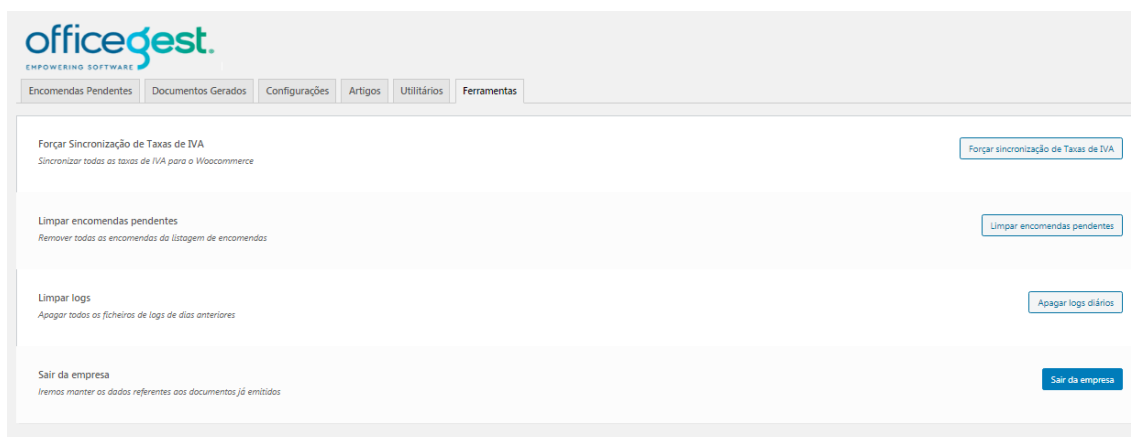 officegest.
EMPOWERING SOFTWARE
Encomendas Pendentes Documentos Gerados Configurações Artigos Utilitários Ferramentas
Forçar Sincronização de Taxas de IVA
Sincronizar todas as taxas de IVA para o Woocommerce
Forçar sincronização de Taxas de IVA
Limpar encomendas pendentes
Remover todas as encomendas da listagem de encomendas
Limpar encomendas pendentes
Limpar logs
Apagar todos os ficheiros de logs de dias anteriores
Apagar logs diários
Sair da empresa
Iremos manter os dados referentes aos documentos já emitidos
Sair da empresa